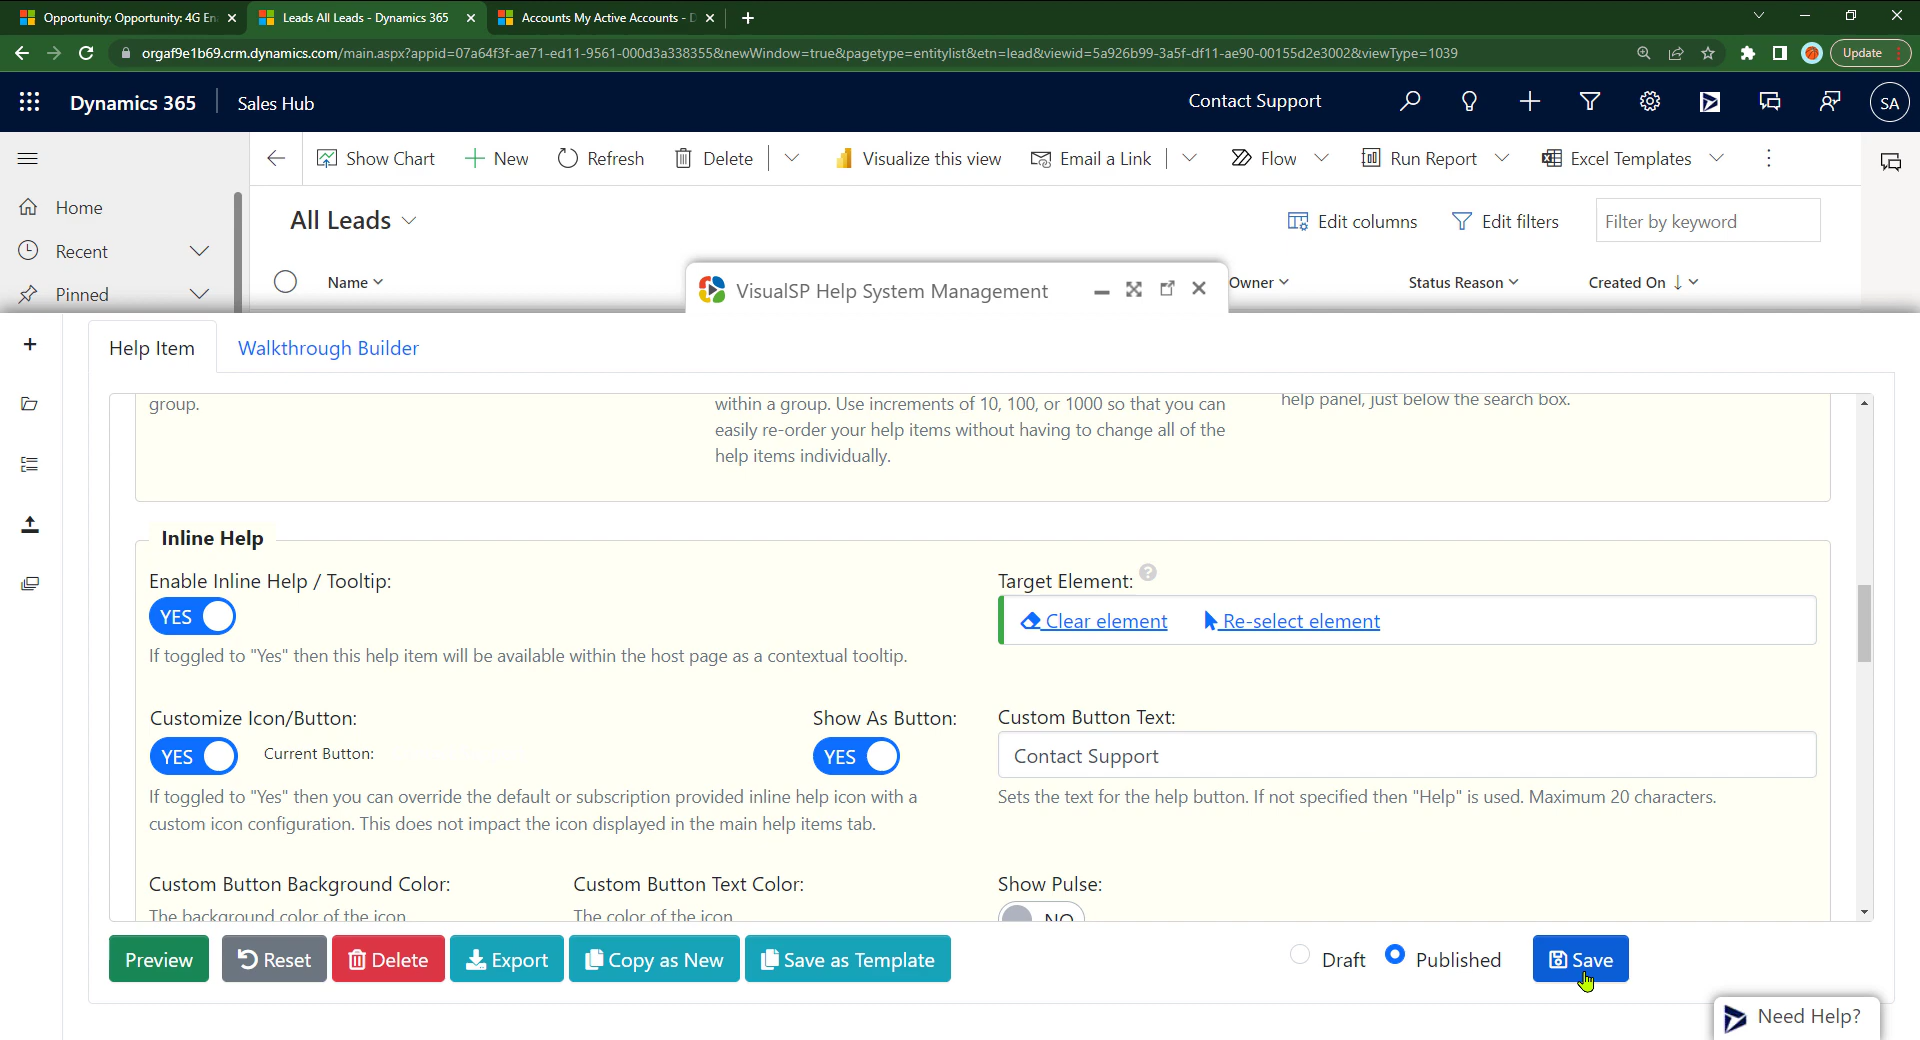 Opportunity: Opportunity: 4G En
Leads All Leads - Dynamics 365
Accounts My Active Accounts - D
orgaf9e1b69.crm.dynamics.com/main.aspx?appid=07a64f3f-ae71-ed11-9561-000d3a338355&newWindow=true&pagetype=entitylist&etn=lead&viewid=5a926b99-3a5f-df11-ae90-00155d2e3002&viewType=1039
Update
Dynamics 365
Sales Hub
Contact Support
SA
Show Chart
New
Refresh
Delete
Visualize this view
Email a Link
Flow
Run Report
Excel Templates
Home
Recent
Pinned
All Leads
Edit columns
Edit filters
Filter by keyword
Name
VisualSP Help System Management
Owner
Status Reason
Created On
Help Item
Walkthrough Builder
group.
within a group. Use increments of 10, 100, or 1000 so that you can
easily re-order your help items without having to change all of the
help items individually.
help panel, just below the search box.
Inline Help
Enable Inline Help / Tooltip:
YES
If toggled to "Yes" then this help item will be available within the host page as a contextual tooltip.
Target Element:
Clear element
Re-select element
Customize Icon/Button:
YES
Current Button:
Show As Button:
YES
Custom Button Text:
Contact Support
If toggled to "Yes" then you can override the default or subscription provided inline help icon with a
custom icon configuration. This does not impact the icon displayed in the main help items tab.
Sets the text for the help button. If not specified then "Help" is used. Maximum 20 characters.
Custom Button Background Color:
The background color of the icon
Custom Button Text Color:
The color of the icon
Show Pulse:
NO
Preview
Reset
Delete
Export
Copy as New
Save as Template
Draft
Published
Save
Need Help?